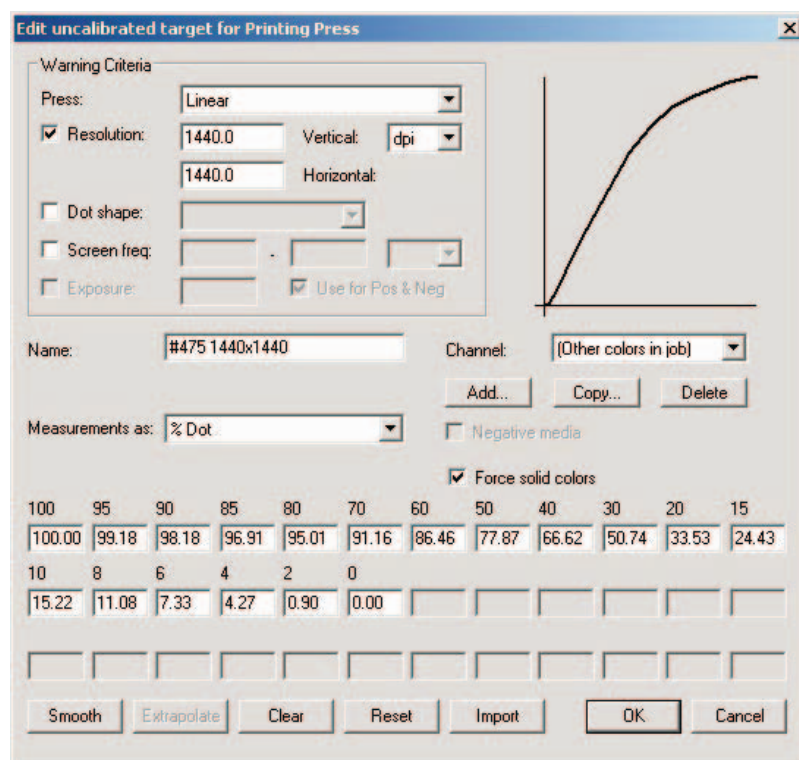 Edit uncalibrated target for Printing Press
Warning Criteria
Press: Linear
Resolution: 1440.0 Vertical: dpi
1440.0 Horizontal:
Dot shape:
Screen freq: -
Exposure: Use for Pos & Neg
Name: #475 1440x1440 Channel: (Other colors in job)
Add... Copy... Delete
Measurements as: % Dot Negative media
Force solid colors
100 95 90 85 80 70 60 50 40 30 20 15
100.00 99.18 98.18 96.91 95.01 91.16 86.46 77.87 66.62 50.74 33.53 24.43
10 8 6 4 2 0
15.22 11.08 7.33 4.27 0.90 0.00
Smooth Extrapolate Clear Reset Import OK Cancel